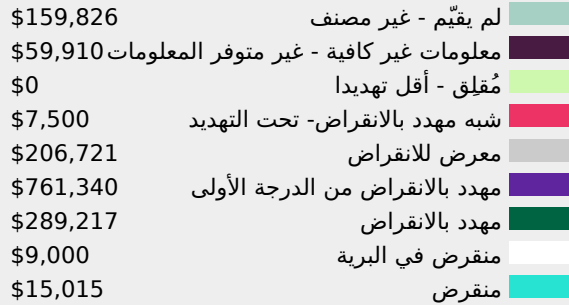 لم يقيّم - غير مصنف $159,826
معلومات غير كافية - غير متوفر المعلومات $59,910
مُقلِق - أقل تهديدا $0
شبه مهدد بالانقراض- تحت التهديد $7,500
معرض للانقراض $206,721
مهدد بالانقراض من الدرجة الأولى $761,340
مهدد بالانقراض $289,217
منقرض في البرية $9,000
منقرض $15,015